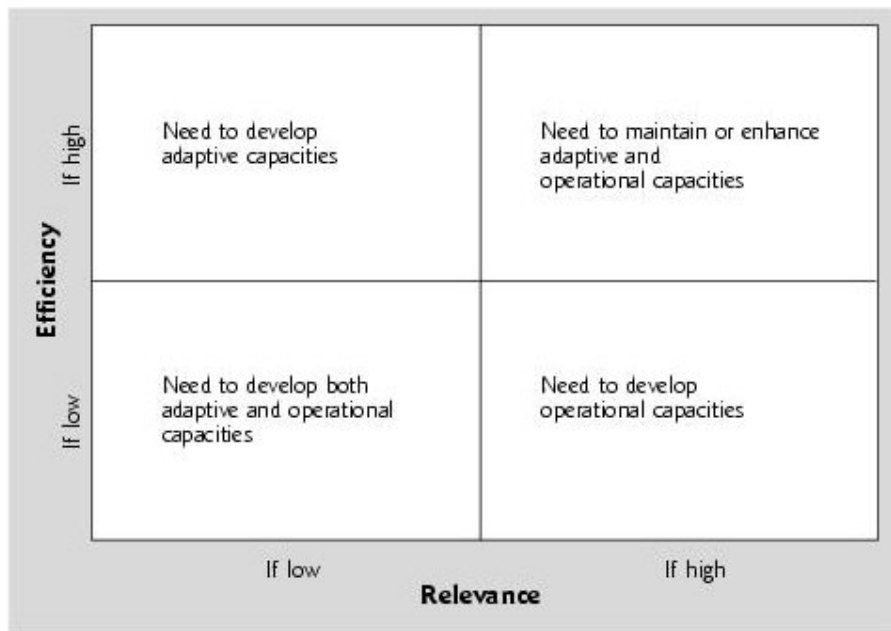 Need to develop
adaptive capacities
Need to maintain or enhance
adaptive and
operational capacities
If high
Efficiency
If low
Need to develop both
adaptive and operational
capacities
Need to develop
operational capacities
If low
If high
Relevance